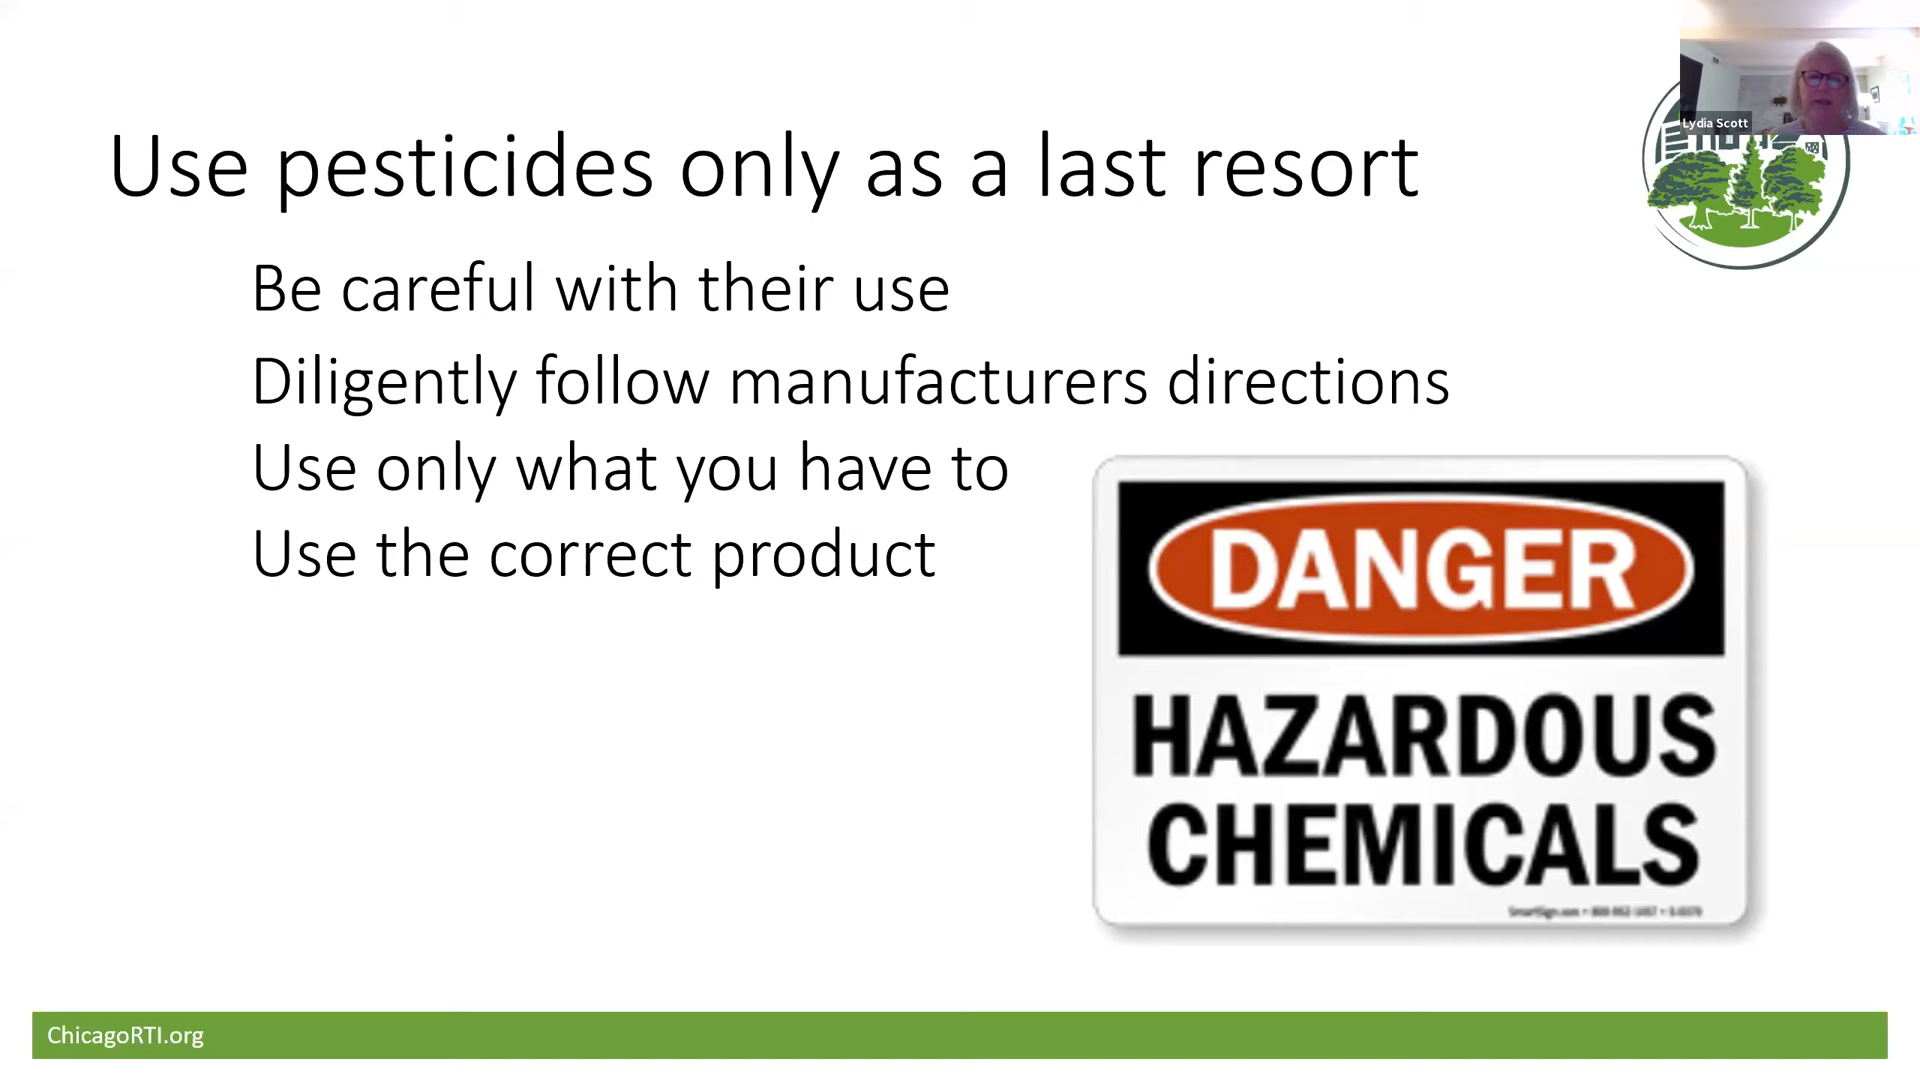 Lydia Scott
Use pesticides only as a last resort
Be careful with their use
Diligently follow manufacturers directions
Use only what you have to
Use the correct product
DANGER
HAZARDOUS
CHEMICALS
ChicagoRTI.org